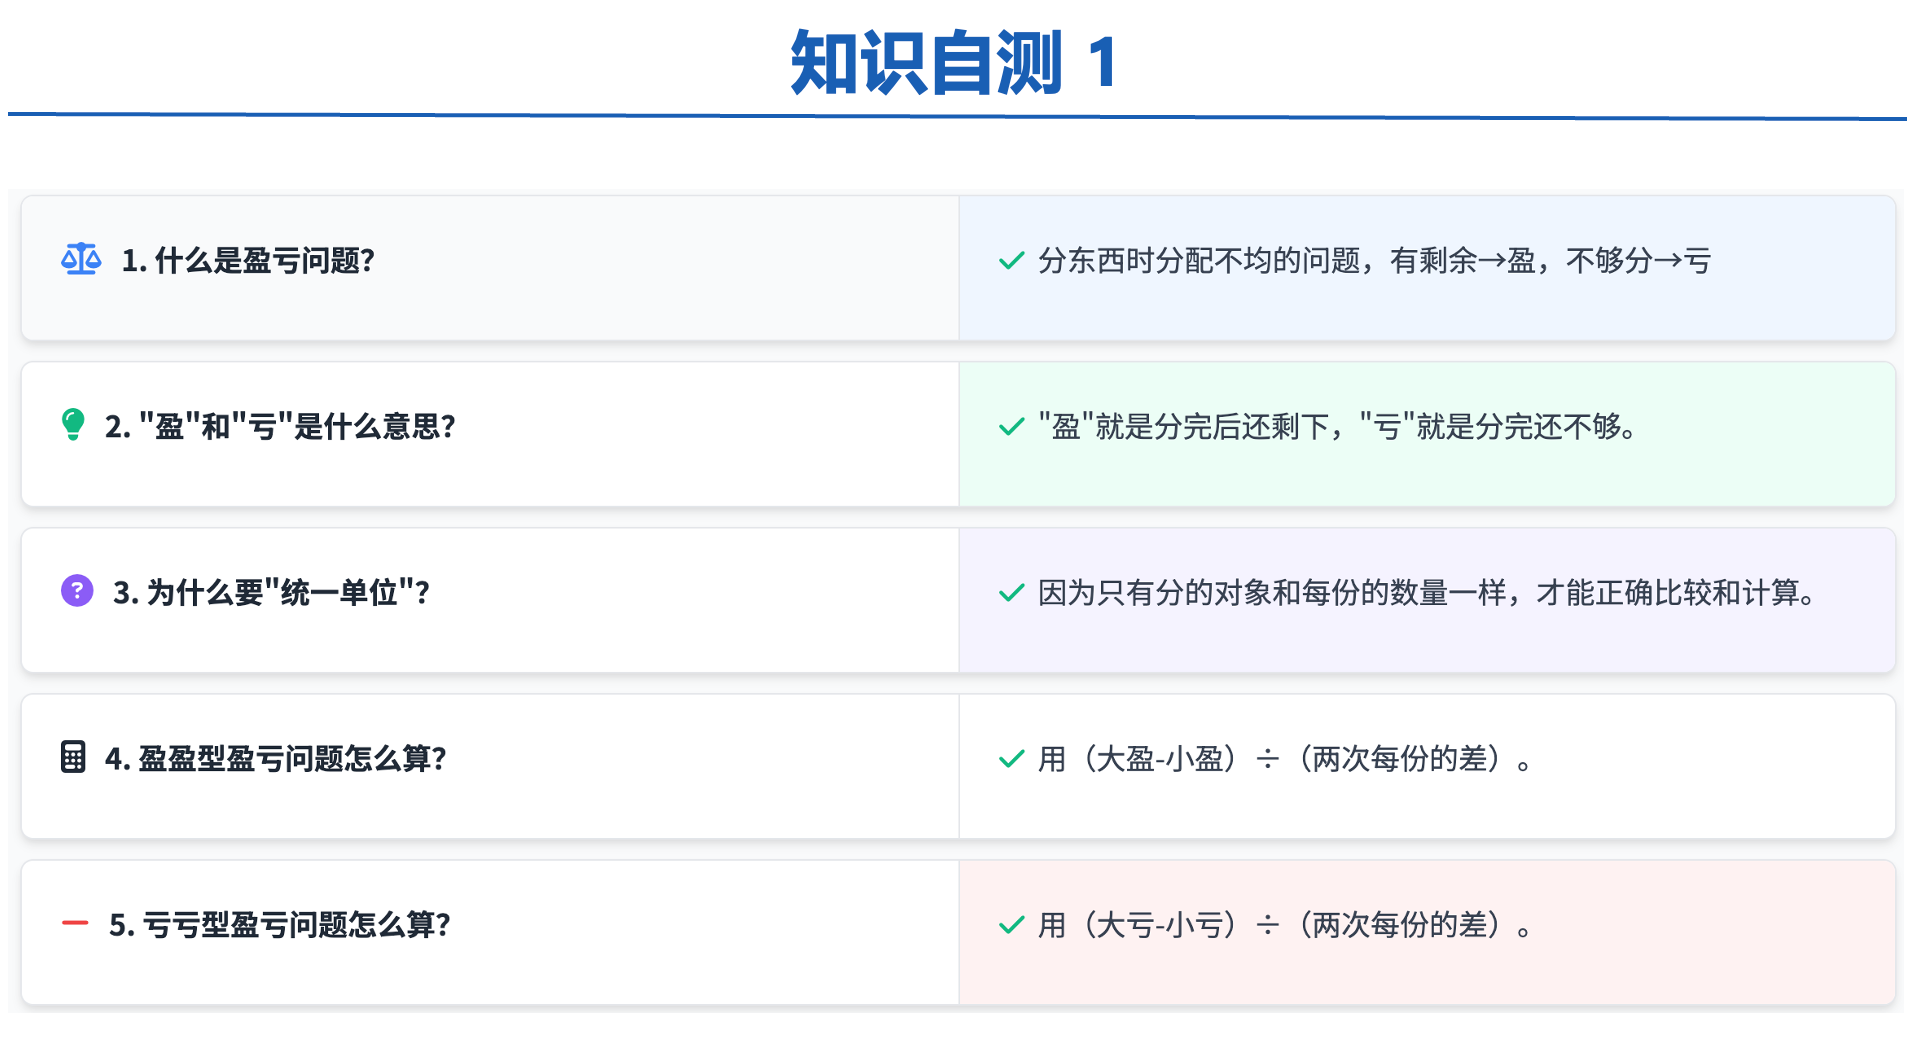 知识自测 1
1. 什么是盈亏问题？
分东西时分配不均的问题，有剩余→盈，不够分→亏
2. "盈"和"亏"是什么意思？
"盈"就是分完后还剩下，"亏"就是分完还不够。
3. 为什么要"统一单位"？
因为只有分的对象和每份的数量一样，才能正确比较和计算。
4. 盈盈型盈亏问题怎么算？
用（大盈-小盈）÷（两次每份的差）。
5. 亏亏型盈亏问题怎么算？
用（大亏-小亏）÷（两次每份的差）。